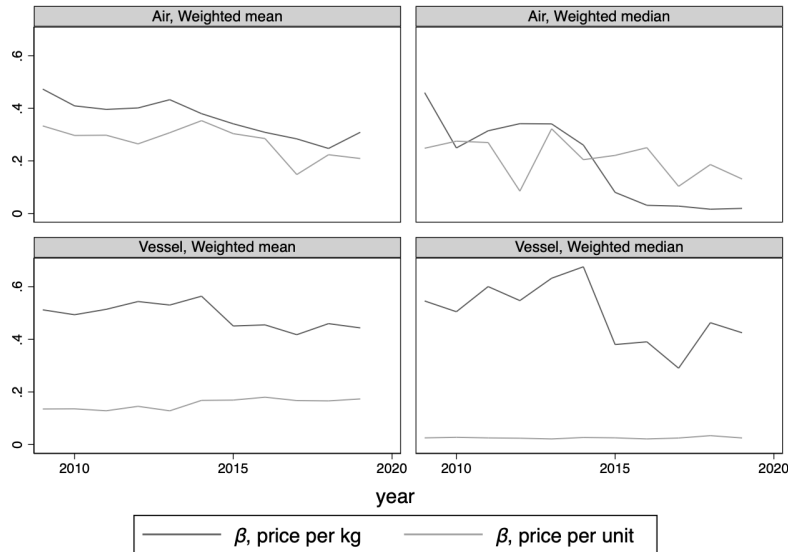 Air, Weighted mean
Air, Weighted median
.6
.4
.2
0
Vessel, Weighted mean
Vessel, Weighted median
.6
.4
.2
0
2010 2015 2020 2010 2015 2020
year
β, price per kg β, price per unit